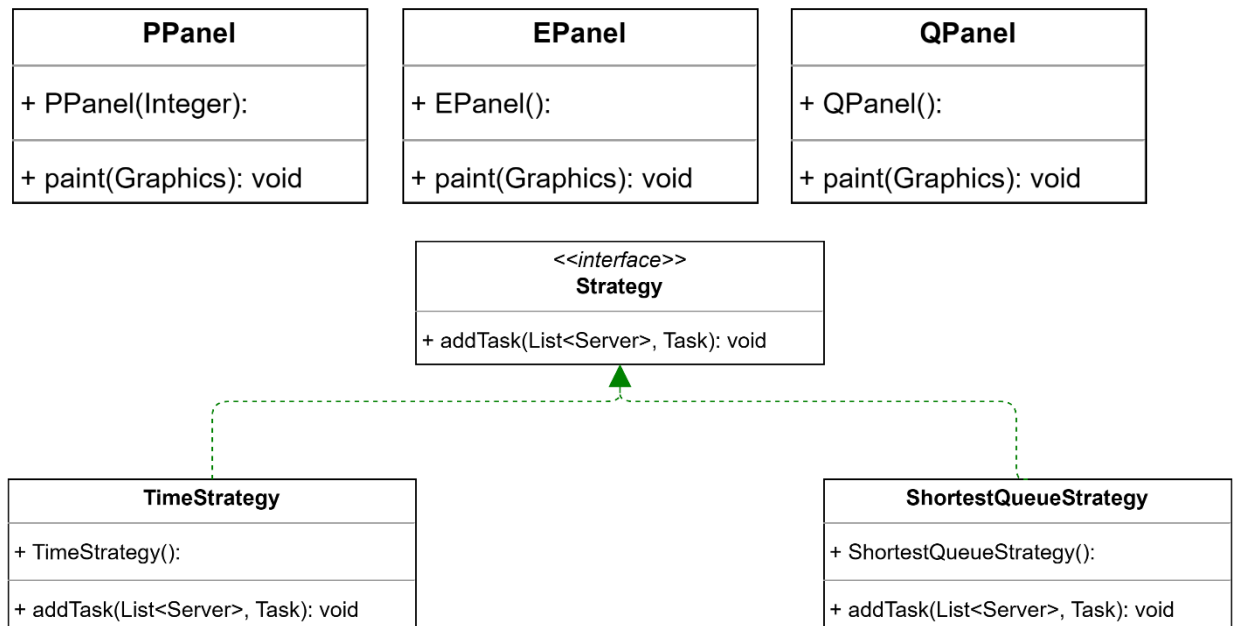 PPanel
+ PPanel(Integer):
+ paint(Graphics): void
EPanel
+ EPanel():
+ paint(Graphics): void
QPanel
+ QPanel():
+ paint(Graphics): void
<<interface>>
Strategy
+ addTask(List<Server>, Task): void
TimeStrategy
+ TimeStrategy():
+ addTask(List<Server>, Task): void
ShortestQueueStrategy
+ ShortestQueueStrategy():
+ addTask(List<Server>, Task): void